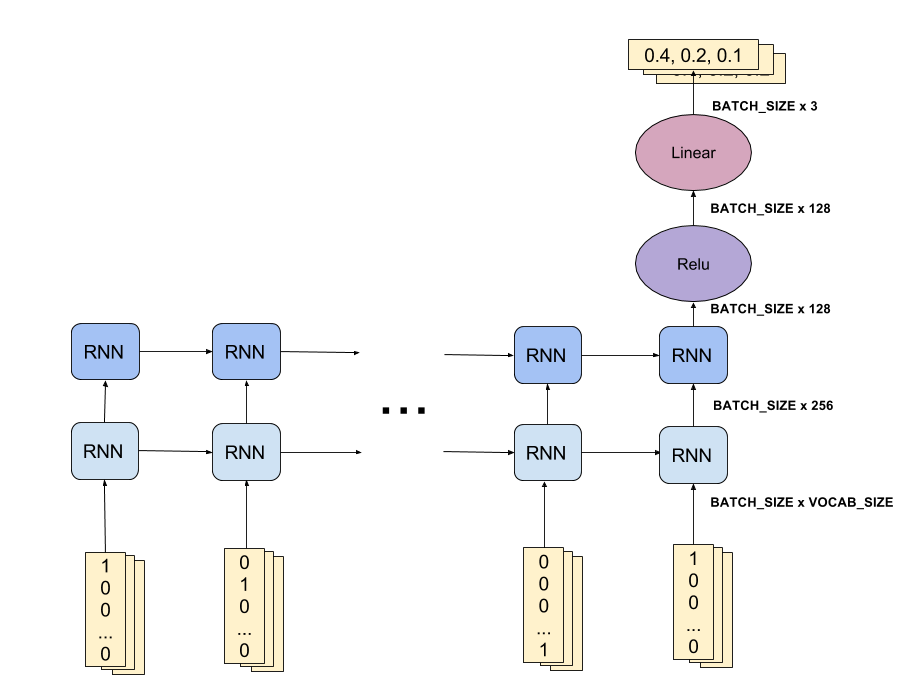 0.4, 0.2, 0.1
BATCH_SIZE x 3
Linear
BATCH_SIZE x 128
Relu
BATCH_SIZE x 128
RNN
RNN
RNN
RNN
...
BATCH_SIZE x 256
RNN
RNN
RNN
RNN
BATCH_SIZE x VOCAB_SIZE
1
0
0
...
0
0
1
0
...
0
0
0
0
...
1
1
0
0
...
0